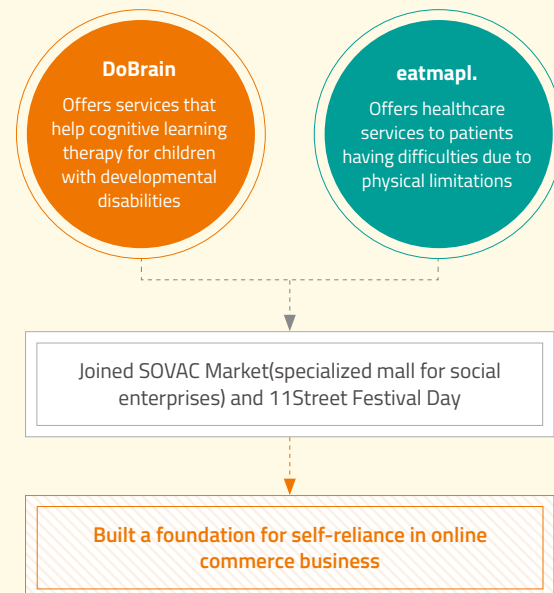 DoBrain
Offers services that
help cognitive learning
therapy for children
with developmental
disabilities
eatmapl.
Offers healthcare
services to patients
having difficulties due to
physical limitations
Joined SOVAC Market(specialized mall for social
enterprises) and 11Street Festival Day
Built a foundation for self-reliance in online
commerce business